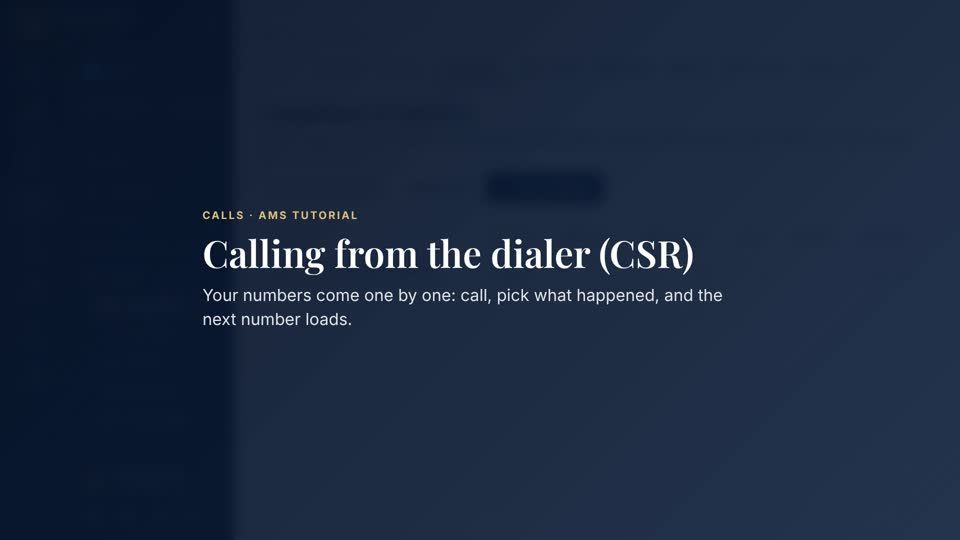 CALLS · AMS TUTORIAL
Calling from the dialer (CSR)
Your numbers come one by one: call, pick what happened, and the
next number loads.